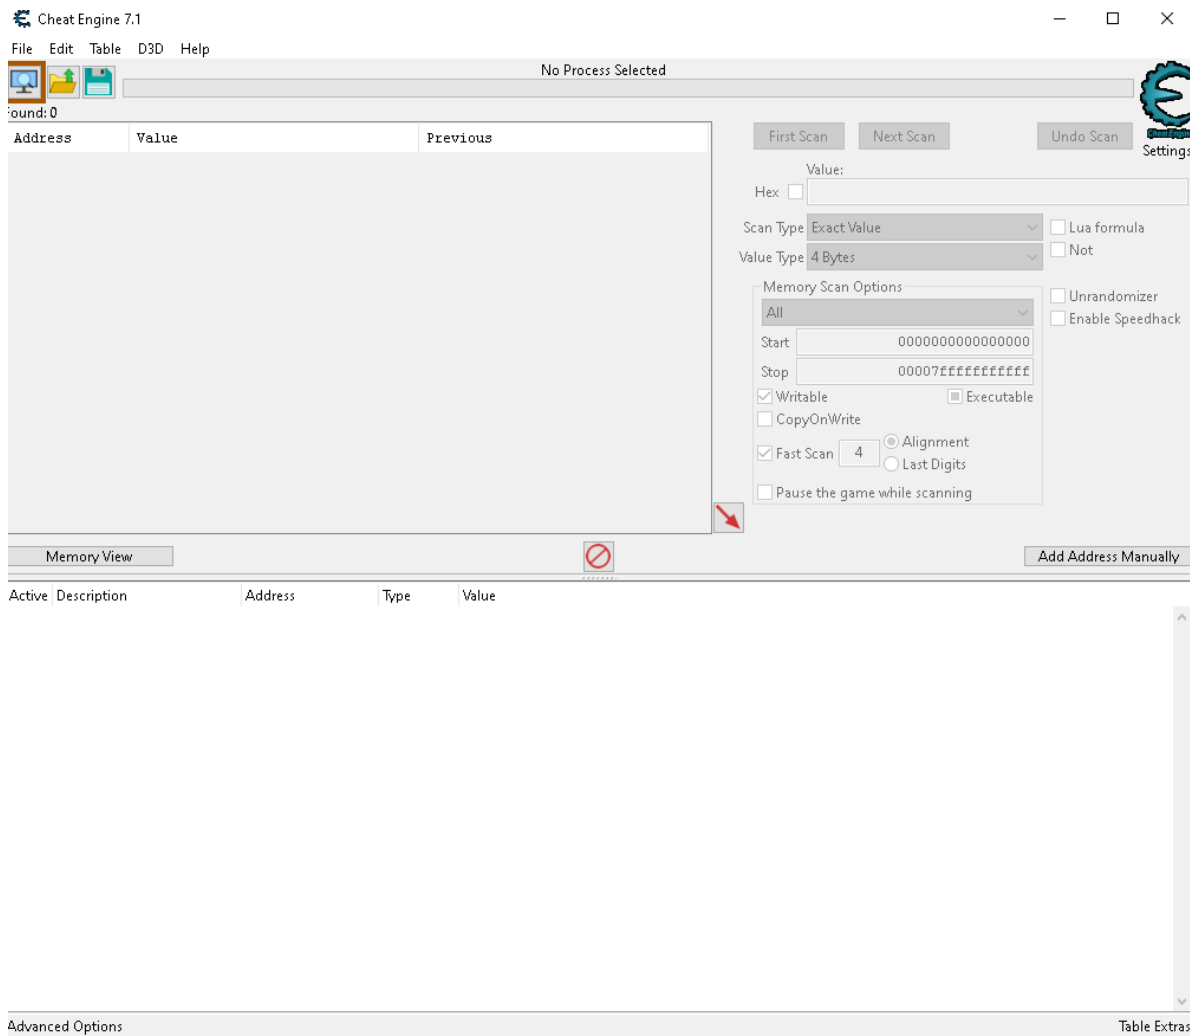 Cheat Engine 7.1
File Edit Table D3D Help
No Process Selected
Found: 0
Address Value Previous
First Scan Next Scan Undo Scan
Cheat Engine
Settings
Value:
Hex
Scan Type Exact Value
Lua formula
Not
Value Type 4 Bytes
Memory Scan Options
All
Unrandomizer
Enable Speedhack
Start 0000000000000000
Stop 00007fffffffffff
Writable Executable
CopyOnWrite
Fast Scan 4 Alignment
Last Digits
Pause the game while scanning
Memory View Add Address Manually
Active Description Address Type Value
Advanced Options Table Extras